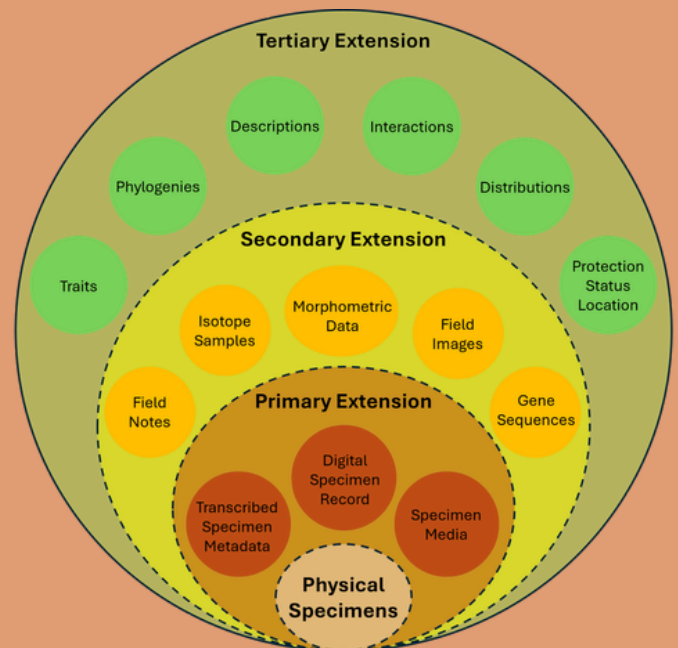 Tertiary Extension
Descriptions
Interactions
Phylogenies
Distributions
Traits
Protection
Status
Location
Secondary Extension
Isotope
Samples
Morphometric
Data
Field
Images
Field
Notes
Gene
Sequences
Primary Extension
Digital
Specimen
Record
Transcribed
Specimen
Metadata
Specimen
Media
Physical
Specimens